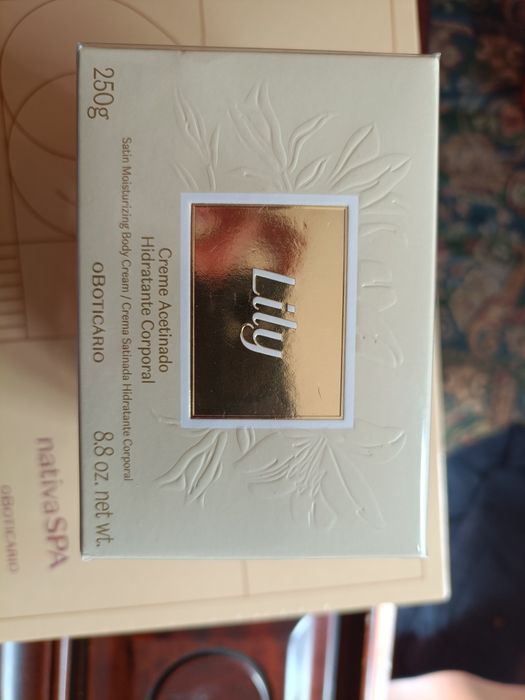 Lily
Creme Acetinado
Hidratante Corporal
Satin Moisturizing Body Cream / Crema Satinada Hidratante Corporal
250g
oBOTICÁRIO
8.8 oz. net wt.
nativaSPA
oBOTICÁRIO